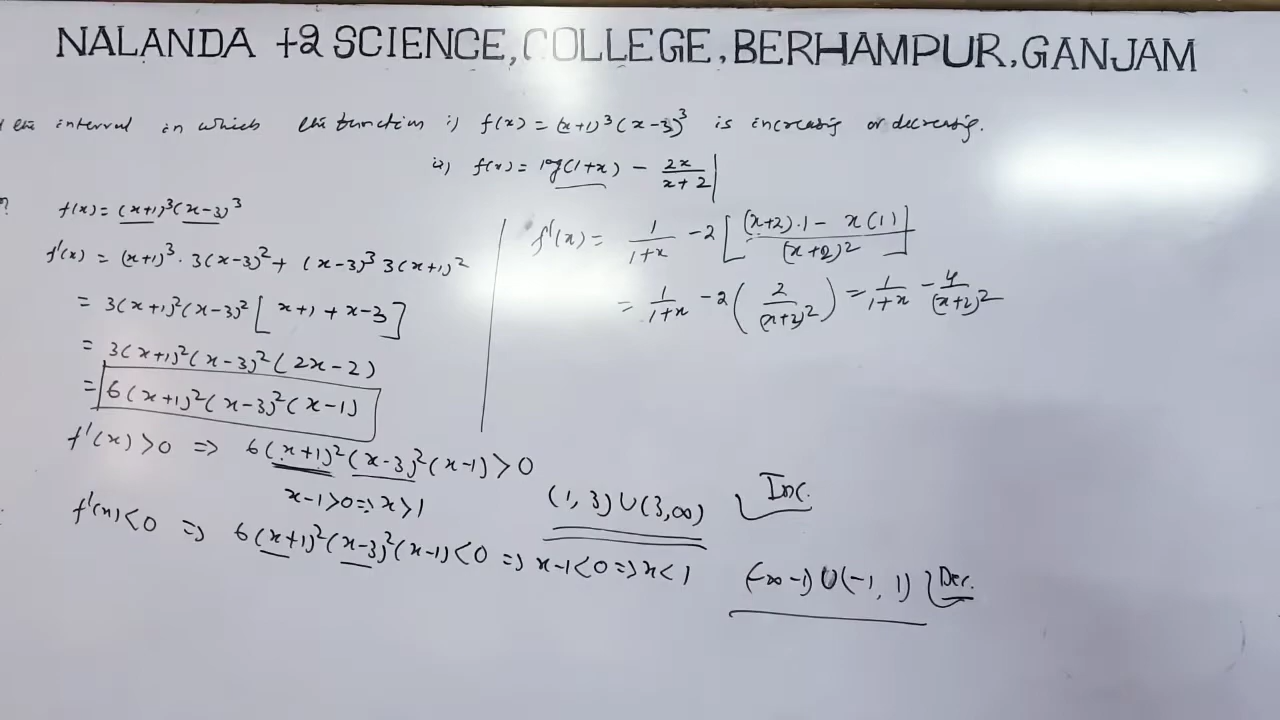 NALANDA +2 SCIENCE, COLLEGE, BERHAMPUR, GANJAM
the interval in which the function i) f(x) = (x+1)³(x-3)³ is increasing or decreasing.
ii) f(x) = log(1+x) - 2x/(x+2)
f(x) = (x+1)³(x-3)³
f'(x) = (x+1)³ · 3(x-3)² + (x-3)³ 3(x+1)²
= 3(x+1)²(x-3)² [x+1 + x-3]
= 3(x+1)²(x-3)²(2x-2)
= 6(x+1)²(x-3)²(x-1)
f'(x) > 0 => 6(x+1)²(x-3)²(x-1) > 0
x-1 > 0 => x > 1
(1, 3) ∪ (3, ∞) Inc.
f'(x) < 0 => 6(x+1)²(x-3)²(x-1) < 0 => x-1 < 0 => x < 1
(-∞ -1) ∪ (-1, 1) Dec.
f'(x) = 1/(1+x) - 2[((x+2)·1 - x(1))/(x+2)²]
= 1/(1+x) - 2(2/(x+2)²) = 1/(1+x) - 4/(x+2)²